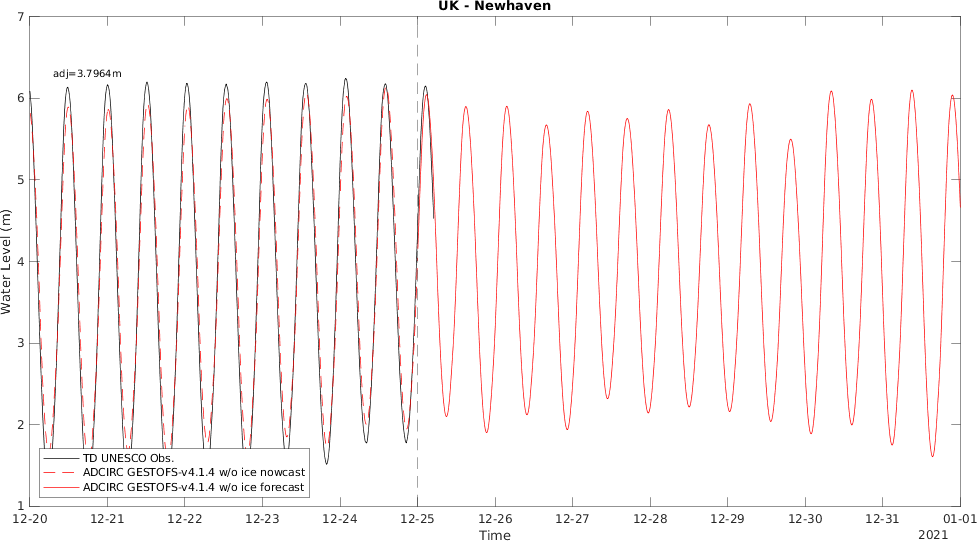 UK - Newhaven
adj=3.7964m
Water Level (m)
7
6
5
4
3
2
1
TD UNESCO Obs.
ADCIRC GESTOFS-v4.1.4 w/o ice nowcast
ADCIRC GESTOFS-v4.1.4 w/o ice forecast
12-20 12-21 12-22 12-23 12-24 12-25 12-26 12-27 12-28 12-29 12-30 12-31 01-01
Time
2021